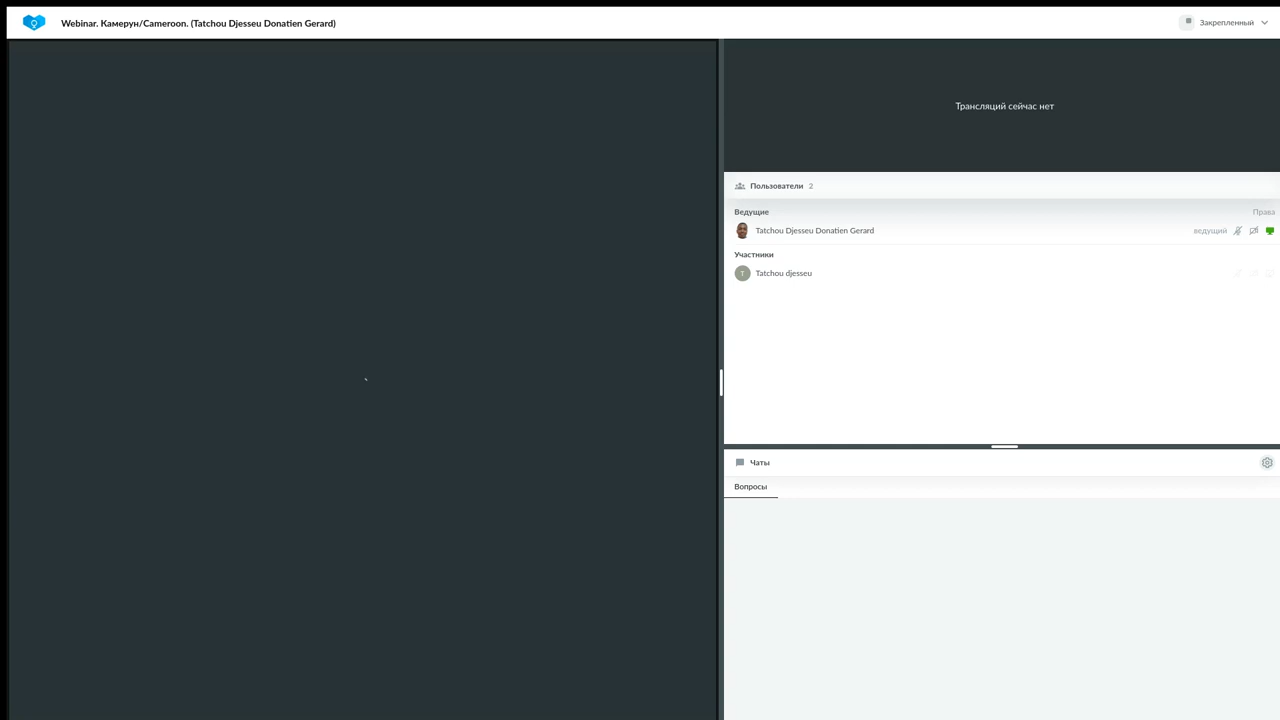 Webinar. Камерун/Cameroon. (Tatchou Djesseu Donatien Gerard)
Закрепленный
Трансляций сейчас нет
Пользователи 2
Ведущие Права
Tatchou Djesseu Donatien Gerard ведущий
Участники
T Tatchou djesseu
Чаты
Вопросы